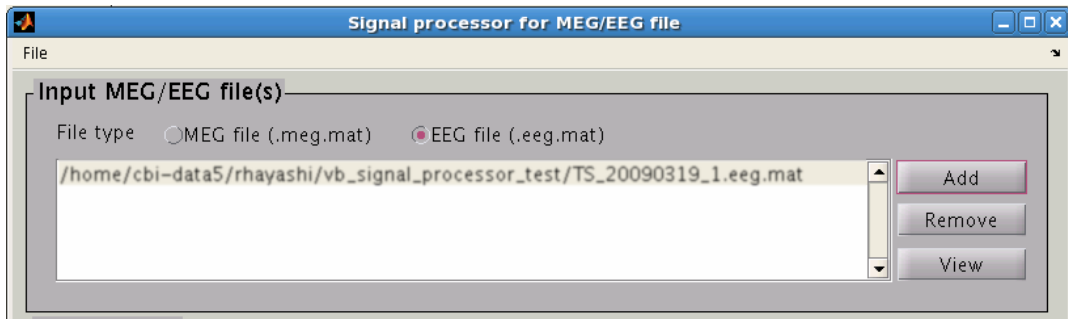 Signal processor for MEG/EEG file
File
Input MEG/EEG file(s)
File type MEG file (.meg.mat) EEG file (.eeg.mat)
/home/cbi-data5/rhayashi/vb_signal_processor_test/TS_20090319_1.eeg.mat
Add
Remove
View